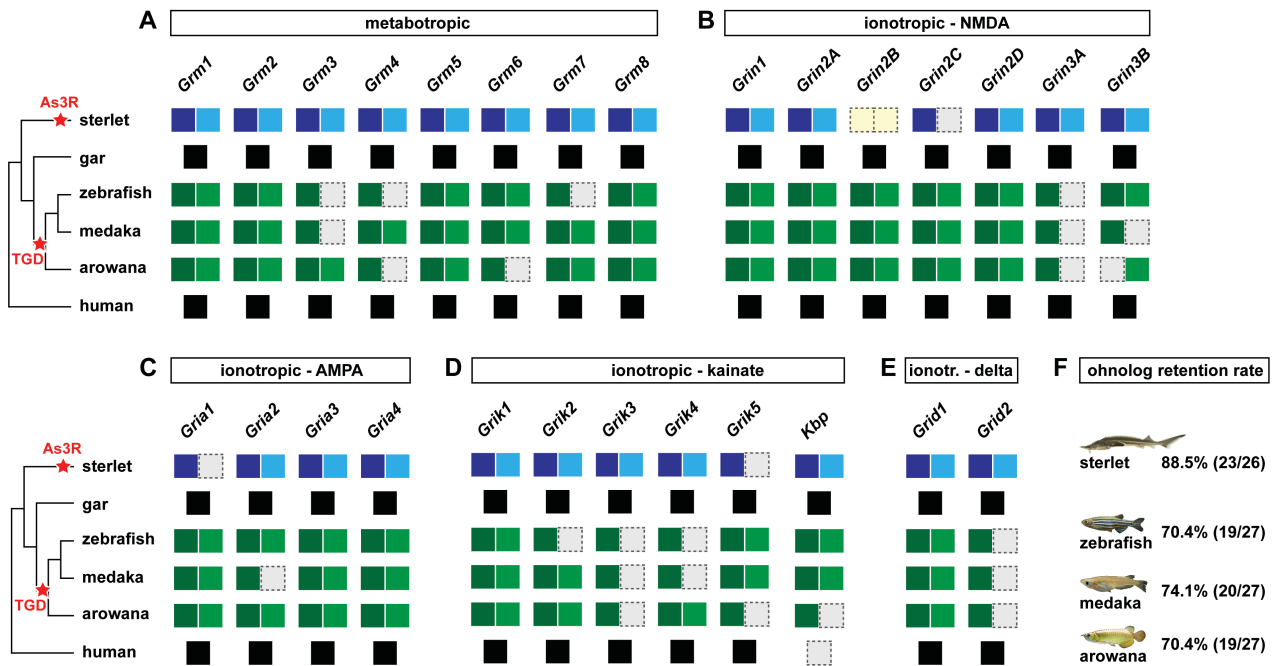 A metabotropic
Grm1 Grm2 Grm3 Grm4 Grm5 Grm6 Grm7 Grm8
B ionotropic - NMDA
Grin1 Grin2A Grin2B Grin2C Grin2D Grin3A Grin3B
As3R
sterlet
gar
zebrafish
medaka
TGD
arowana
human
C ionotropic - AMPA
Gria1 Gria2 Gria3 Gria4
D ionotropic - kainate
Grik1 Grik2 Grik3 Grik4 Grik5 Kbp
E ionotr. - delta
Grid1 Grid2
As3R
sterlet
gar
zebrafish
medaka
TGD
arowana
human
F ohnolog retention rate
sterlet 88.5% (23/26)
zebrafish 70.4% (19/27)
medaka 74.1% (20/27)
arowana 70.4% (19/27)